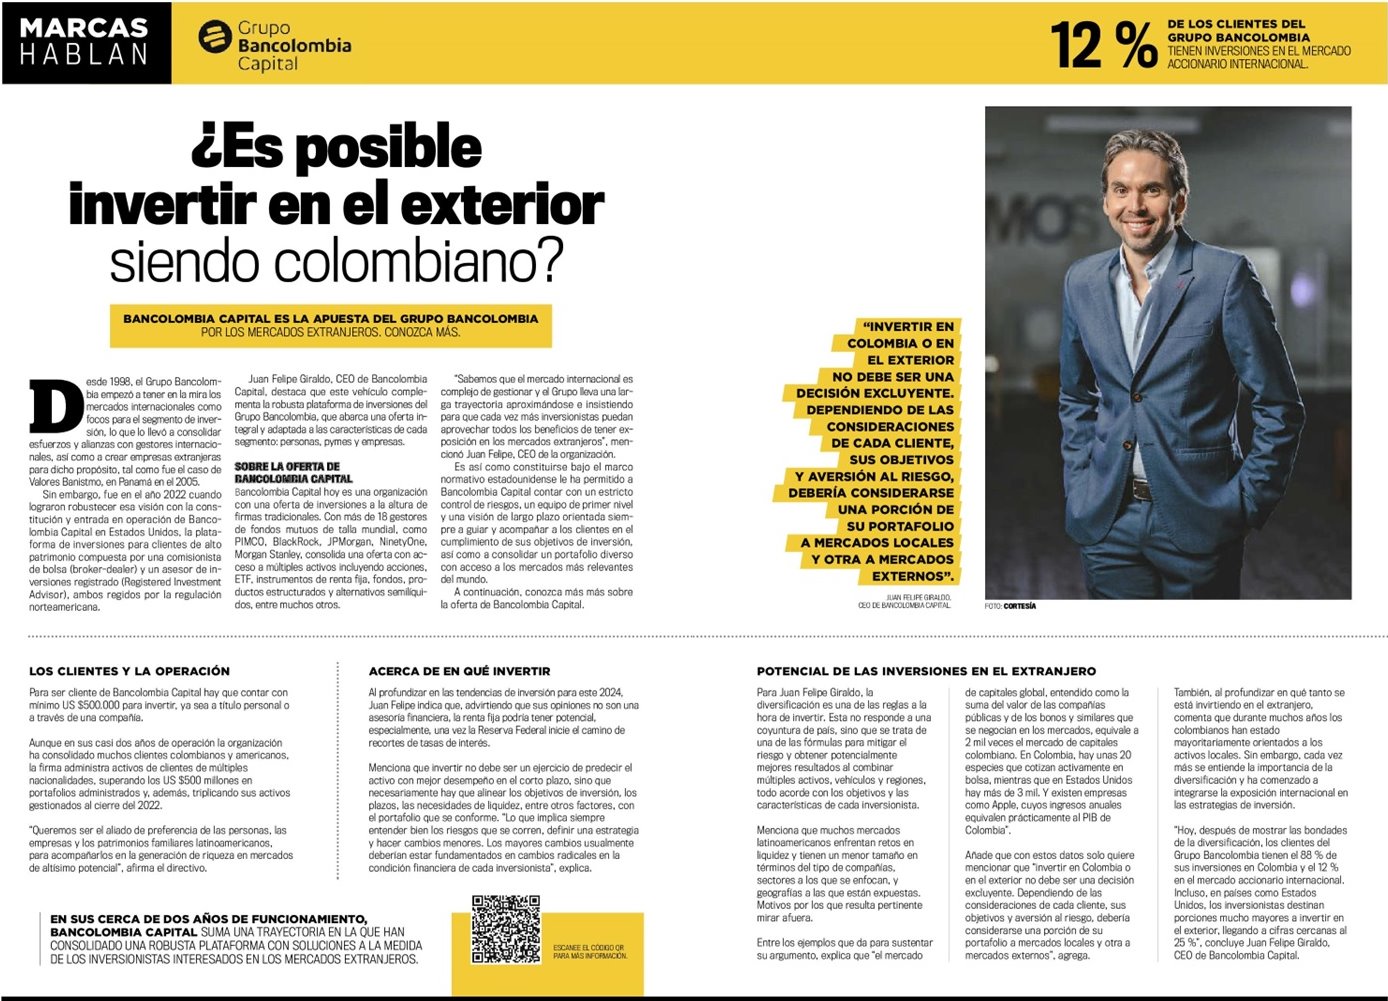 MARCAS
HABLAN
Grupo
Bancolombia
Capital
12 %
DE LOS CLIENTES DEL
GRUPO BANCOLOMBIA
TIENEN INVERSIONES EN EL MERCADO
ACCIONARIO INTERNACIONAL.
¿Es posible
invertir en el exterior
siendo colombiano?
BANCOLOMBIA CAPITAL ES LA APUESTA DEL GRUPO BANCOLOMBIA
POR LOS MERCADOS EXTRANJEROS. CONOZCA MÁS.
Desde 1998, el Grupo Bancolom-
bia empezó a tener en la mira los
mercados internacionales como
focos para el segmento de inver-
sión, lo que lo llevó a consolidar
esfuerzos y alianzas con gestores internacio-
nales, así como a crear empresas extranjeras
para dicho propósito, tal como fue el caso de
Valores Banistmo, en Panamá en el 2005.
Sin embargo, fue en el año 2022 cuando
lograron robustecer esa visión con la cons-
titución y entrada en operación de Banco-
lombia Capital en Estados Unidos, la plata-
forma de inversiones para clientes de alto
patrimonio compuesta por una comisionista
de bolsa (broker-dealer) y un asesor de in-
versiones registrado (Registered Investment
Advisor), ambos regidos por la regulación
norteamericana.
Juan Felipe Giraldo, CEO de Bancolombia
Capital, destaca que este vehículo comple-
menta la robusta plataforma de inversiones del
Grupo Bancolombia, que abarca una oferta in-
tegral y adaptada a las características de cada
segmento: personas, pymes y empresas.
SOBRE LA OFERTA DE
BANCOLOMBIA CAPITAL
Bancolombia Capital hoy es una organización
con una oferta de inversiones a la altura de
firmas tradicionales. Con más de 18 gestores
de fondos mutuos de talla mundial, como
PIMCO, BlackRock, JPMorgan, NinetyOne,
Morgan Stanley, consolida una oferta con ac-
ceso a múltiples activos incluyendo acciones,
ETF, instrumentos de renta fija, fondos, pro-
ductos estructurados y alternativos semilíqui-
dos, entre muchos otros.
"Sabemos que el mercado internacional es
complejo de gestionar y el Grupo lleva una lar-
ga trayectoria aproximándose e insistiendo
para que cada vez más inversionistas puedan
aprovechar todos los beneficios de tener ex-
posición en los mercados extranjeros", men-
cionó Juan Felipe, CEO de la organización.
Es así como constituirse bajo el marco
normativo estadounidense le ha permitido a
Bancolombia Capital contar con un estricto
control de riesgos, un equipo de primer nivel
y una visión de largo plazo orientada siem-
pre a guiar y acompañar a los clientes en el
cumplimiento de sus objetivos de inversión,
así como a consolidar un portafolio diverso
con acceso a los mercados más relevantes
del mundo.
A continuación, conozca más más sobre
la oferta de Bancolombia Capital.
"INVERTIR EN
COLOMBIA O EN
EL EXTERIOR
NO DEBE SER UNA
DECISIÓN EXCLUYENTE.
DEPENDIENDO DE LAS
CONSIDERACIONES
DE CADA CLIENTE,
SUS OBJETIVOS
Y AVERSIÓN AL RIESGO,
DEBERÍA CONSIDERARSE
UNA PORCIÓN DE
SU PORTAFOLIO
A MERCADOS LOCALES
Y OTRA A MERCADOS
EXTERNOS".
JUAN FELIPE GIRALDO,
CEO DE BANCOLOMBIA CAPITAL.
MOS
FOTO: CORTESÍA
LOS CLIENTES Y LA OPERACIÓN
Para ser cliente de Bancolombia Capital hay que contar con
mínimo US $500.000 para invertir, ya sea a título personal o
a través de una compañía.
Aunque en sus casi dos años de operación la organización
ha consolidado muchos clientes colombianos y americanos,
la firma administra activos de clientes de múltiples
nacionalidades, superando los US $500 millones en
portafolios administrados y, además, triplicando sus activos
gestionados al cierre del 2022.
"Queremos ser el aliado de preferencia de las personas, las
empresas y los patrimonios familiares latinoamericanos,
para acompañarlos en la generación de riqueza en mercados
de altísimo potencial", afirma el directivo.
ACERCA DE EN QUÉ INVERTIR
Al profundizar en las tendencias de inversión para este 2024,
Juan Felipe indica que, advirtiendo que sus opiniones no son una
asesoría financiera, la renta fija podría tener potencial,
especialmente, una vez la Reserva Federal inicie el camino de
recortes de tasas de interés.
Menciona que invertir no debe ser un ejercicio de predecir el
activo con mejor desempeño en el corto plazo, sino que
necesariamente hay que alinear los objetivos de inversión, los
plazos, las necesidades de liquidez, entre otros factores, con
el portafolio que se conforme. "Lo que implica siempre
entender bien los riesgos que se corren, definir una estrategia
y hacer cambios menores. Los mayores cambios usualmente
deberían estar fundamentados en cambios radicales en la
condición financiera de cada inversionista", explica.
EN SUS CERCA DE DOS AÑOS DE FUNCIONAMIENTO,
BANCOLOMBIA CAPITAL SUMA UNA TRAYECTORIA EN LA QUE HAN
CONSOLIDADO UNA ROBUSTA PLATAFORMA CON SOLUCIONES A LA MEDIDA
DE LOS INVERSIONISTAS INTERESADOS EN LOS MERCADOS EXTRANJEROS.
ESCANEE EL CÓDIGO QR
PARA MÁS INFORMACIÓN.
POTENCIAL DE LAS INVERSIONES EN EL EXTRANJERO
Para Juan Felipe Giraldo, la
diversificación es una de las reglas a la
hora de invertir. Esta no responde a una
coyuntura de país, sino que se trata de
una de las fórmulas para mitigar el
riesgo y obtener potencialmente
mejores resultados al combinar
múltiples activos, vehículos y regiones,
todo acorde con los objetivos y las
características de cada inversionista.
Menciona que muchos mercados
latinoamericanos enfrentan retos en
liquidez y tienen un menor tamaño en
términos del tipo de compañías,
sectores a los que se enfocan, y
geografías a las que están expuestas.
Motivos por los que resulta pertinente
mirar afuera.
Entre los ejemplos que da para sustentar
su argumento, explica que "el mercado
de capitales global, entendido como la
suma del valor de las compañías
públicas y de los bonos y similares que
se negocian en los mercados, equivale a
2 mil veces el mercado de capitales
colombiano. En Colombia, hay unas 20
especies que cotizan activamente en
bolsa, mientras que en Estados Unidos
hay más de 3 mil. Y existen empresas
como Apple, cuyos ingresos anuales
equivalen prácticamente al PIB de
Colombia".
Añade que con estos datos solo quiere
mencionar que "invertir en Colombia o
en el exterior no debe ser una decisión
excluyente. Dependiendo de las
consideraciones de cada cliente, sus
objetivos y aversión al riesgo, debería
considerarse una porción de su
portafolio a mercados locales y otra a
mercados externos", agrega.
También, al profundizar en qué tanto se
está invirtiendo en el extranjero,
comenta que durante muchos años los
colombianos han estado
mayoritariamente orientados a los
activos locales. Sin embargo, cada vez
más se entiende la importancia de la
diversificación y ha comenzado a
integrarse la exposición internacional en
las estrategias de inversión.
"Hoy, después de mostrar las bondades
de la diversificación, los clientes del
Grupo Bancolombia tienen el 88 % de
sus inversiones en Colombia y el 12 %
en el mercado accionario internacional.
Incluso, en países como Estados
Unidos, los inversionistas destinan
porciones mucho mayores a invertir en
el exterior, llegando a cifras cercanas al
25 %", concluye Juan Felipe Giraldo,
CEO de Bancolombia Capital.